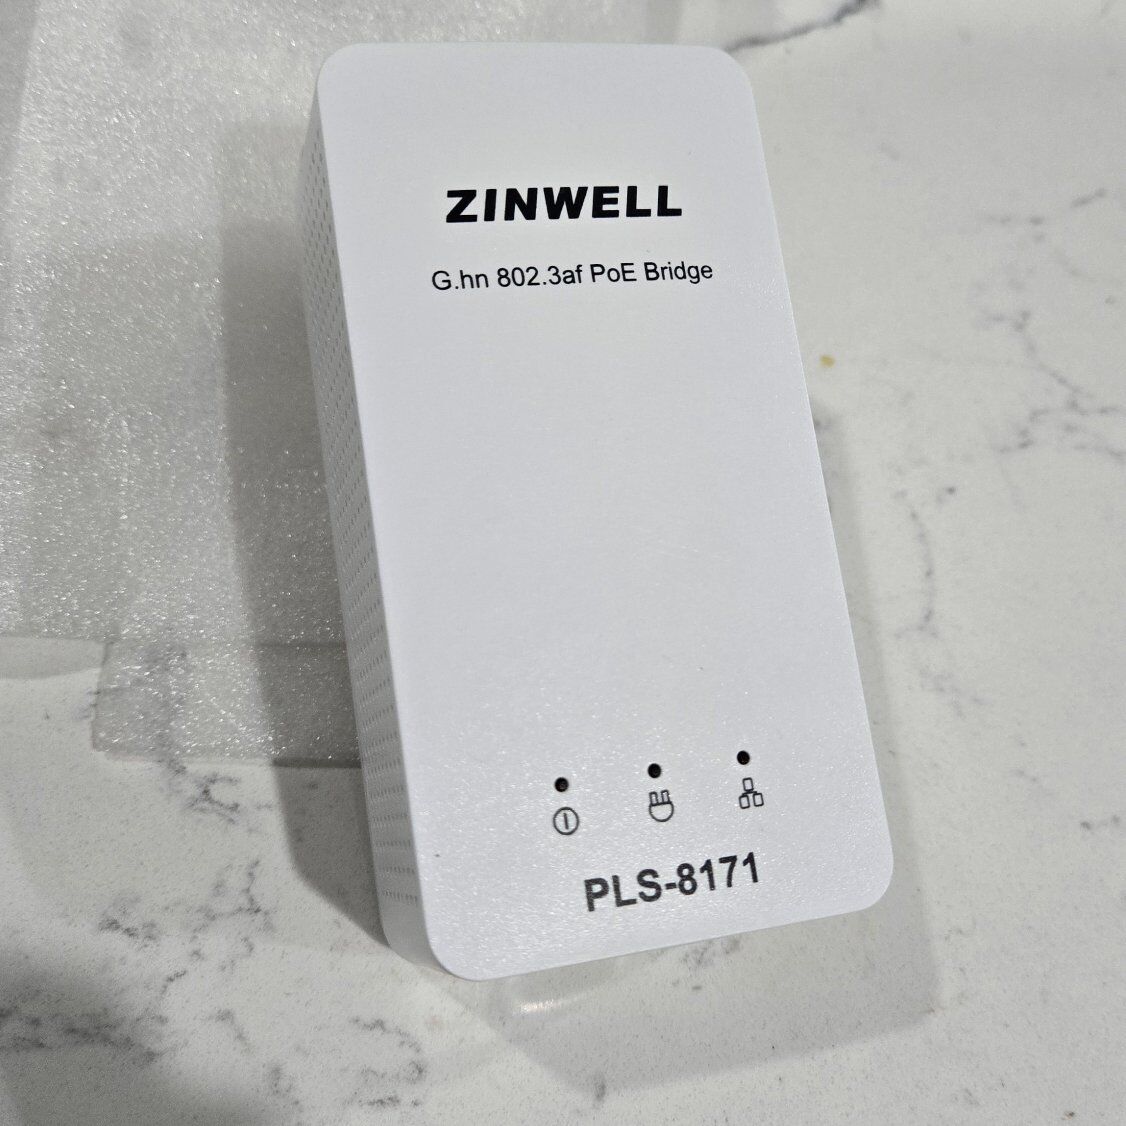 ZINWELL
G.hn 802.3af PoE Bridge
PLS-8171